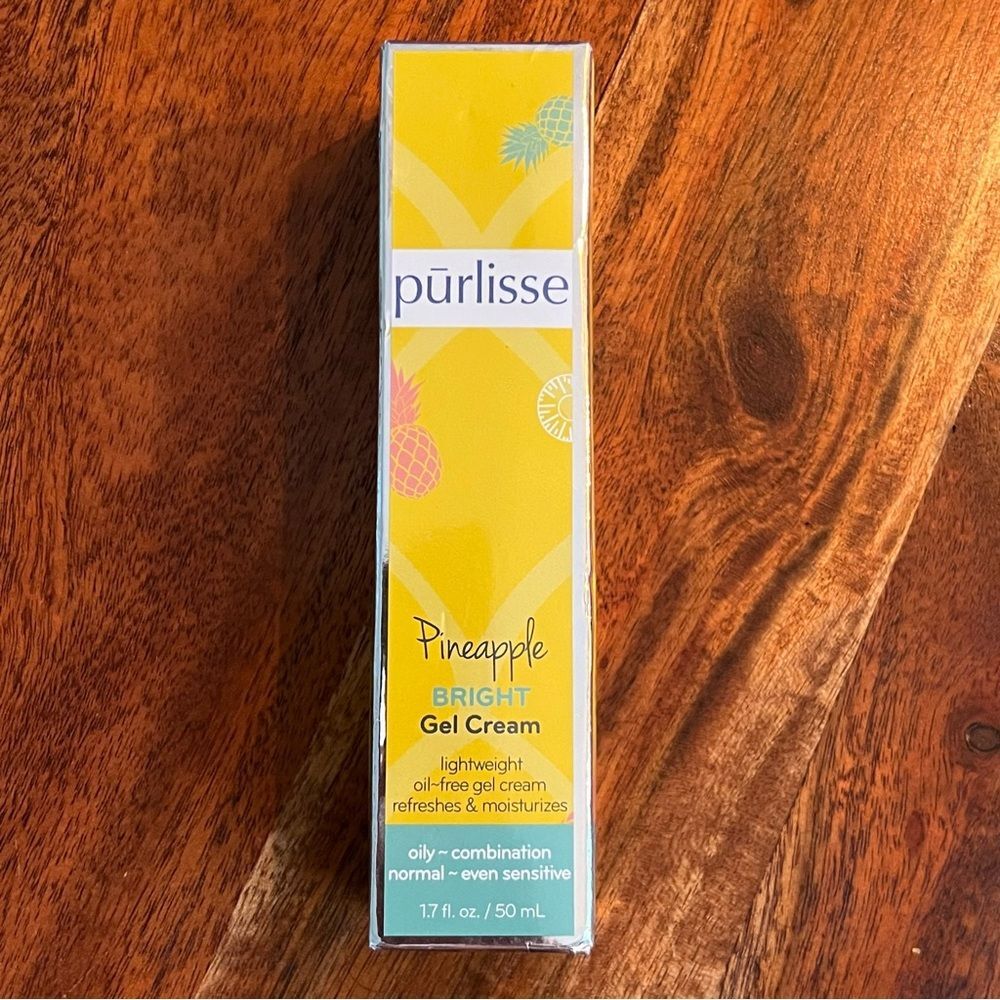 pūrlisse
Pineapple
BRIGHT
Gel Cream
lightweight
oil~free gel cream
refreshes & moisturizes
oily ~ combination
normal ~ even sensitive
1.7 fl. oz. / 50 mL